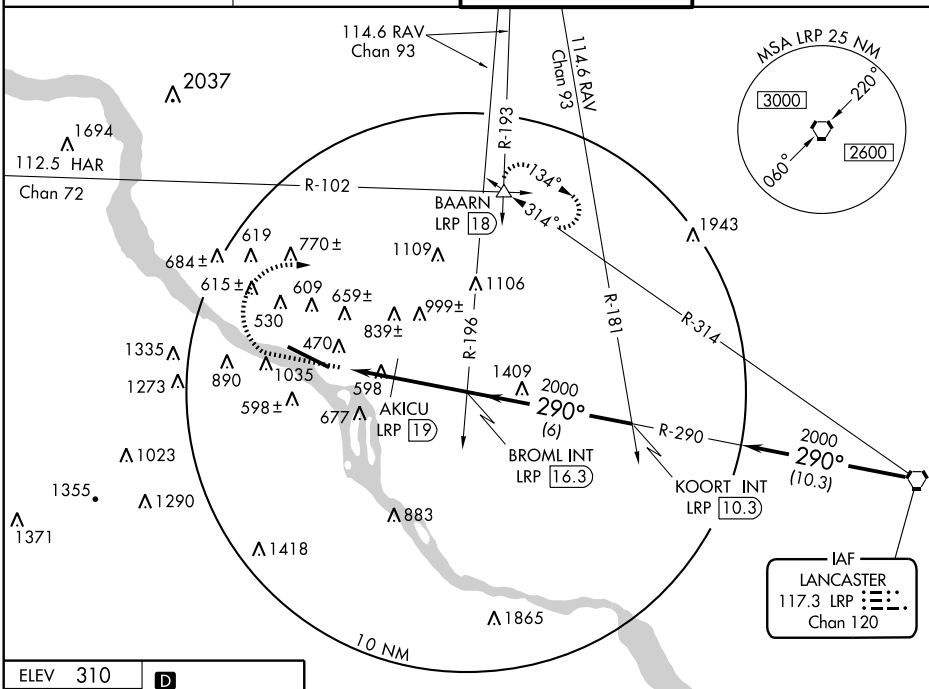 114.6 RAV
Chan 93
114.6 RAV
Chan 93
MSA LRP 25 NM
3000
220°
2600
060°
2037
1694
112.5 HAR
Chan 72
R-102
R-193
BAARN
LRP 18
134°
314°
1943
619
770±
684±
1109
615±
609
659±
1106
530
839±
999±
R-196
R-181
R-314
470
1335
890
1035
598
1409
2000
290°
(6)
1273
598±
677
AKICU
LRP 19
R-290
2000
290°
(10.3)
BROML INT
LRP 16.3
KOORT INT
LRP 10.3
1023
1355
1290
1371
883
1418
1865
IAF
LANCASTER
117.3 LRP
Chan 120
10 NM
ELEV 310
D